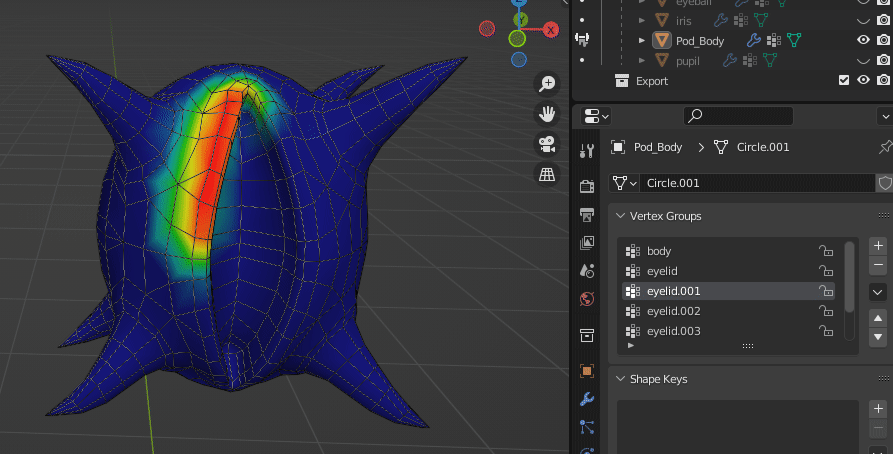 Z
Y
X
eyeball
iris
Pod_Body
pupil
Export
Pod_Body > Circle.001
Circle.001
Vertex Groups
body
eyelid
eyelid.001
eyelid.002
eyelid.003
Shape Keys